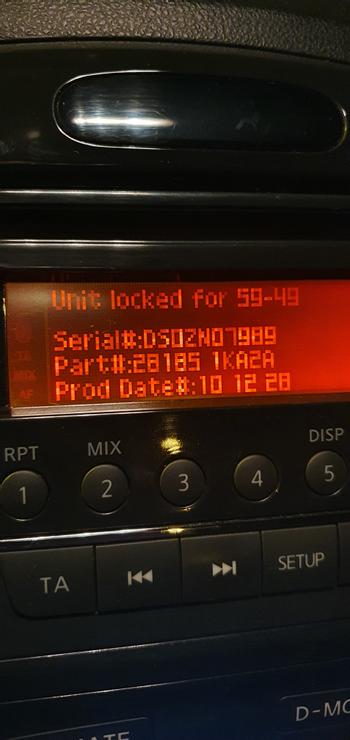 Unit locked for 59-49
Serial#:DS0ZN07989
Part#:28185 1KA2A
Prod Date#:10 12 28
RPT
MIX
DISP
1
2
3
4
5
TA
SETUP